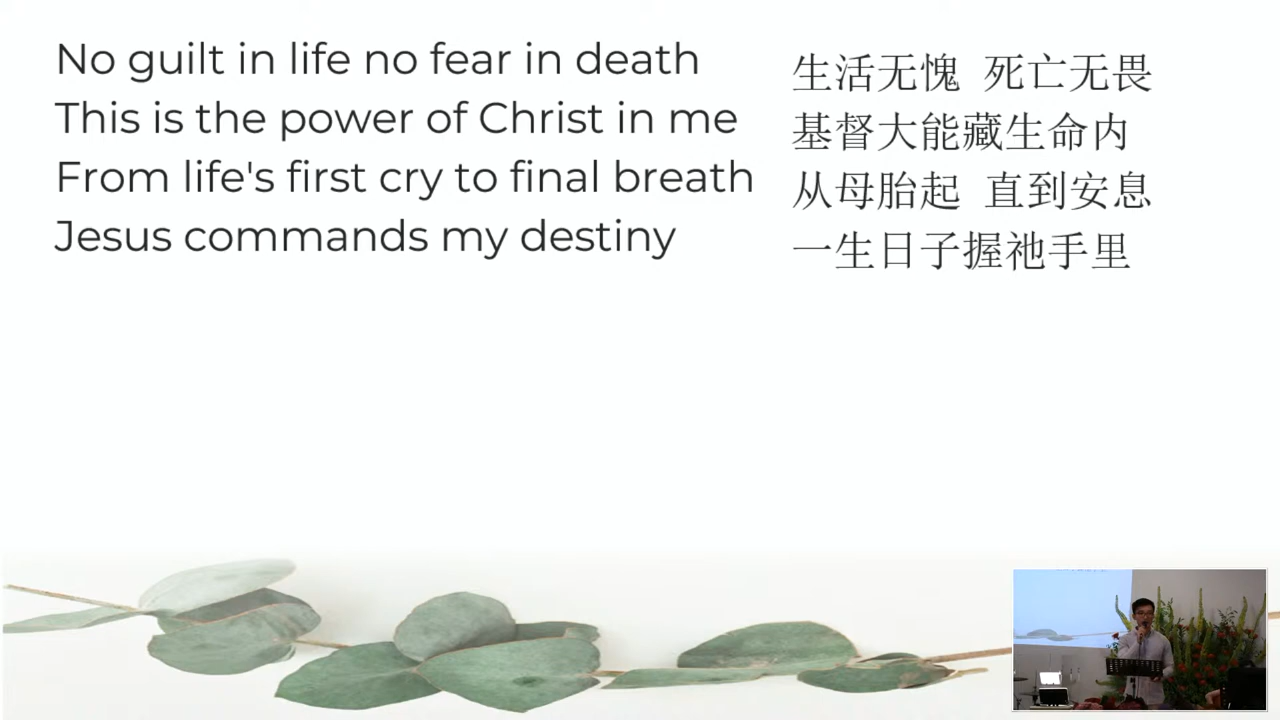 No guilt in life no fear in death
This is the power of Christ in me
From life's first cry to final breath
Jesus commands my destiny
生活无愧 死亡无畏
基督大能藏生命内
从母胎起 直到安息
一生日子握祂手里